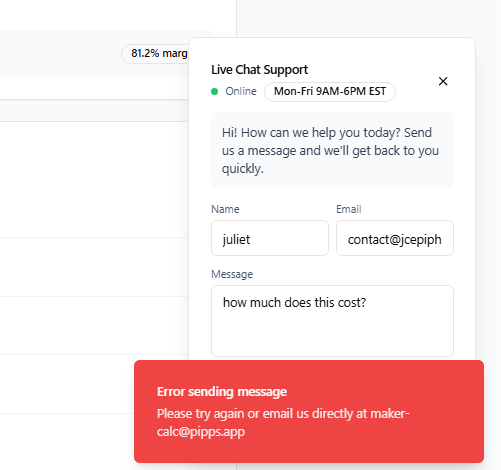 81.2% marg
Live Chat Support
Online Mon-Fri 9AM-6PM EST
Hi! How can we help you today? Send
us a message and we'll get back to you
quickly.
Name Email
juliet contact@jcepiph
Message
how much does this cost?
Error sending message
Please try again or email us directly at maker-
calc@pipps.app